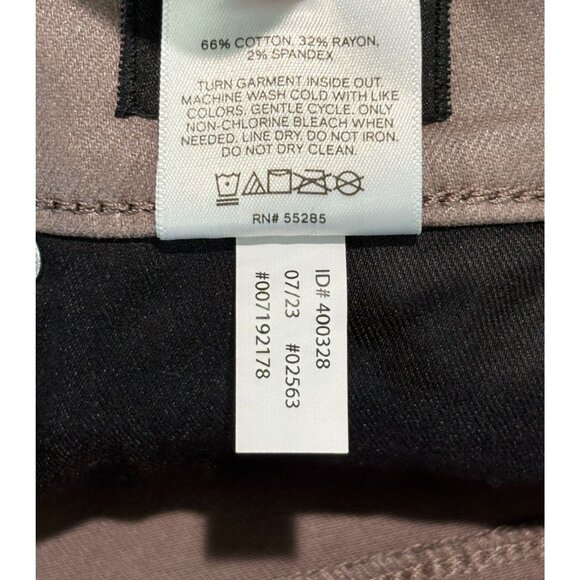 66% COTTON, 32% RAYON,
2% SPANDEX
TURN GARMENT INSIDE OUT.
MACHINE WASH COLD WITH LIKE
COLORS, GENTLE CYCLE. ONLY
NON-CHLORINE BLEACH WHEN
NEEDED. LINE DRY. DO NOT IRON.
DO NOT DRY CLEAN.
RN# 55285
ID# 400328
07/23 #02563
#007192178